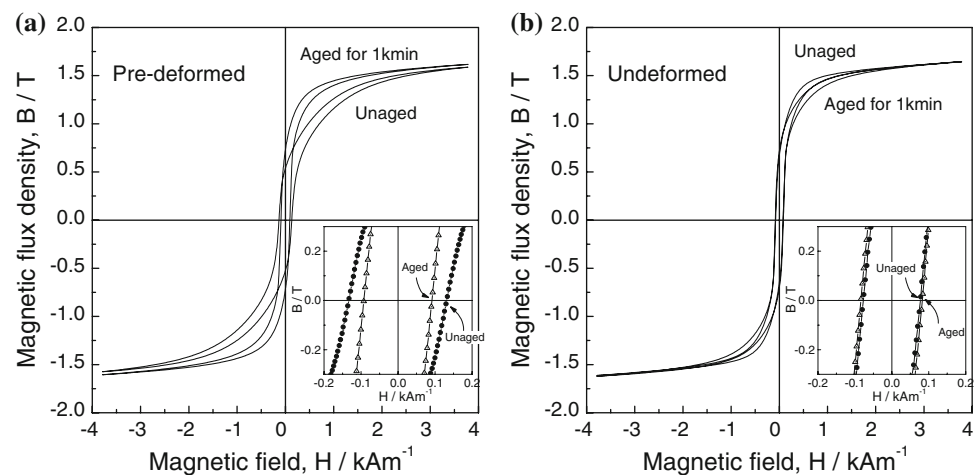 (a)
2.0
1.5
1.0
0.5
0.0
-0.5
-1.0
-1.5
-2.0
Magnetic flux density, B / T
Pre-deformed
Aged for 1kmin
Unaged
0.2
0.0
-0.2
B / T
Aged
Unaged
-0.2 -0.1 0.0 0.1 0.2
H / kAm-1
-4 -3 -2 -1 0 1 2 3 4
Magnetic field, H / kAm-1
(b)
2.0
1.5
1.0
0.5
0.0
-0.5
-1.0
-1.5
-2.0
Magnetic flux density, B / T
Undeformed
Unaged
Aged for 1kmin
0.2
0.0
-0.2
B / T
Unaged
Aged
-0.2 -0.1 0.0 0.1 0.2
H / kAm-1
-4 -3 -2 -1 0 1 2 3 4
Magnetic field, H / kAm-1